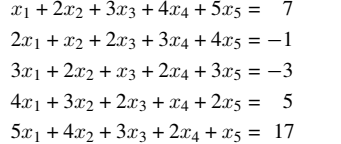 x₁ + 2x₂ + 3x₃ + 4x₄ + 5x₅ = 7
2x₁ + x₂ + 2x₃ + 3x₄ + 4x₅ = −1
3x₁ + 2x₂ + x₃ + 2x₄ + 3x₅ = −3
4x₁ + 3x₂ + 2x₃ + x₄ + 2x₅ = 5
5x₁ + 4x₂ + 3x₃ + 2x₄ + x₅ = 17